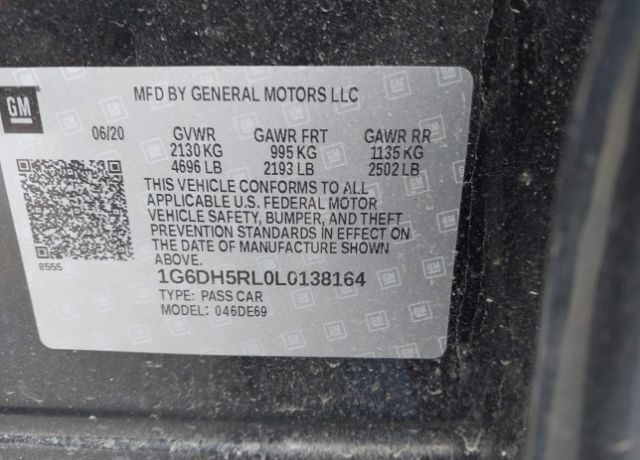 GM
MFD BY GENERAL MOTORS LLC
06/20 GVWR GAWR FRT GAWR RR
2130 KG 995 KG 1135 KG
4696 LB 2193 LB 2502 LB
THIS VEHICLE CONFORMS TO ALL
APPLICABLE U.S. FEDERAL MOTOR
VEHICLE SAFETY, BUMPER, AND THEFT
PREVENTION STANDARDS IN EFFECT ON
THE DATE OF MANUFACTURE SHOWN
ABOVE.
8555
1G6DH5RL0L0138164
TYPE: PASS CAR
MODEL: 046DE69